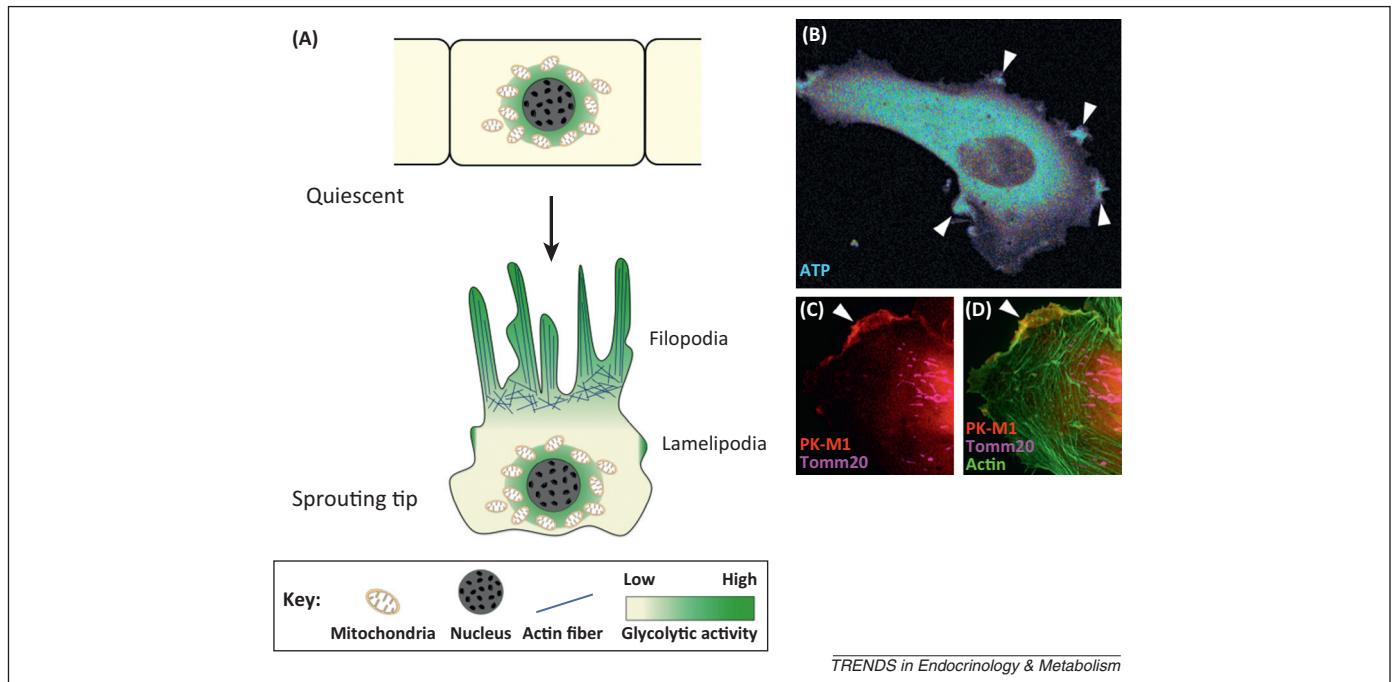 (A)
Quiescent
Filopodia
Lamelipodia
Sprouting tip
Key:
Mitochondria
Nucleus
Actin fiber
Low
High
Glycolytic activity
(B)
ATP
(C)
PK-M1
Tomm20
(D)
PK-M1
Tomm20
Actin
TRENDS in Endocrinology & Metabolism